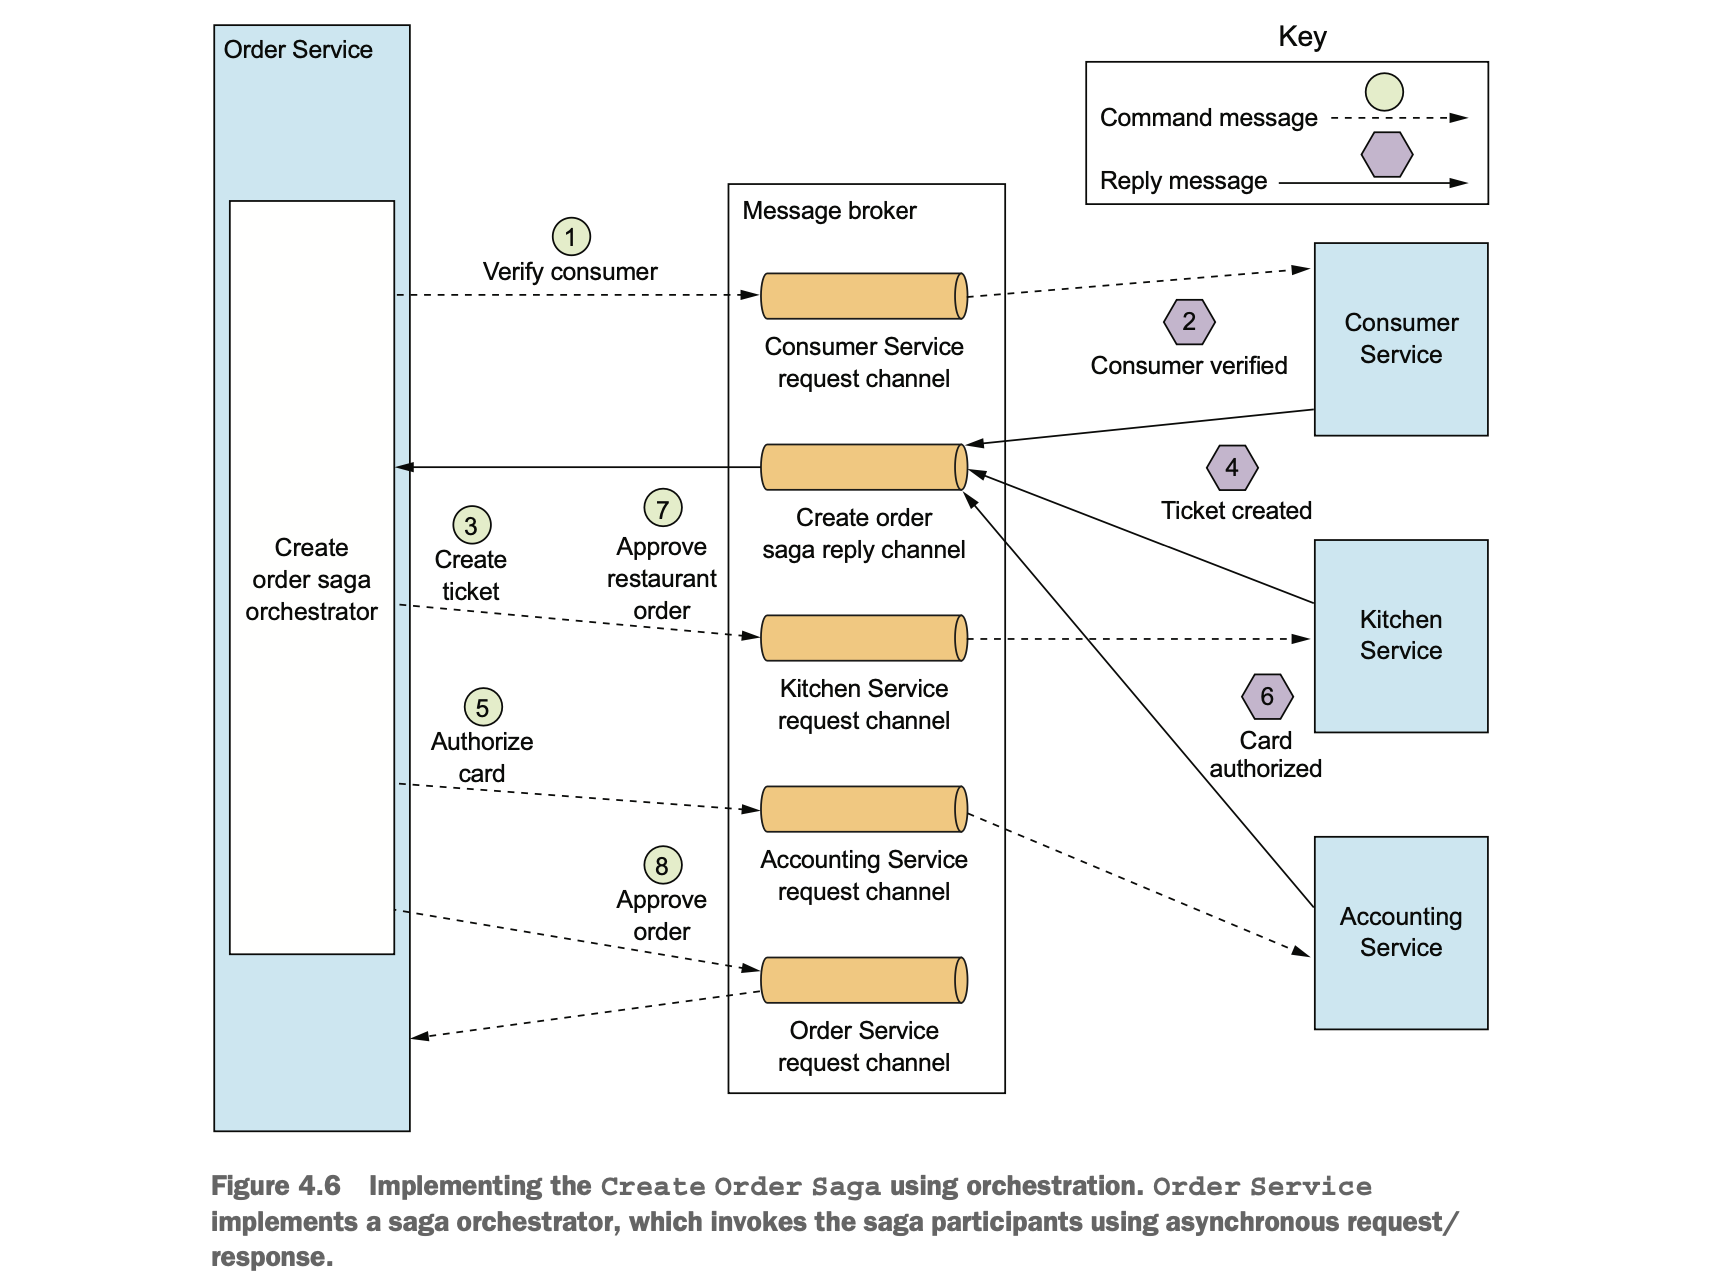 Order Service
Key
Command message
Reply message
Message broker
1
Verify consumer
Consumer Service
request channel
2
Consumer verified
Consumer
Service
Create order
saga reply channel
4
Ticket created
3
Create
ticket
7
Approve
restaurant
order
Create
order saga
orchestrator
Kitchen Service
request channel
Kitchen
Service
5
Authorize
card
6
Card
authorized
Accounting Service
request channel
8
Approve
order
Accounting
Service
Order Service
request channel
Figure 4.6 Implementing the Create Order Saga using orchestration. Order Service
implements a saga orchestrator, which invokes the saga participants using asynchronous request/
response.